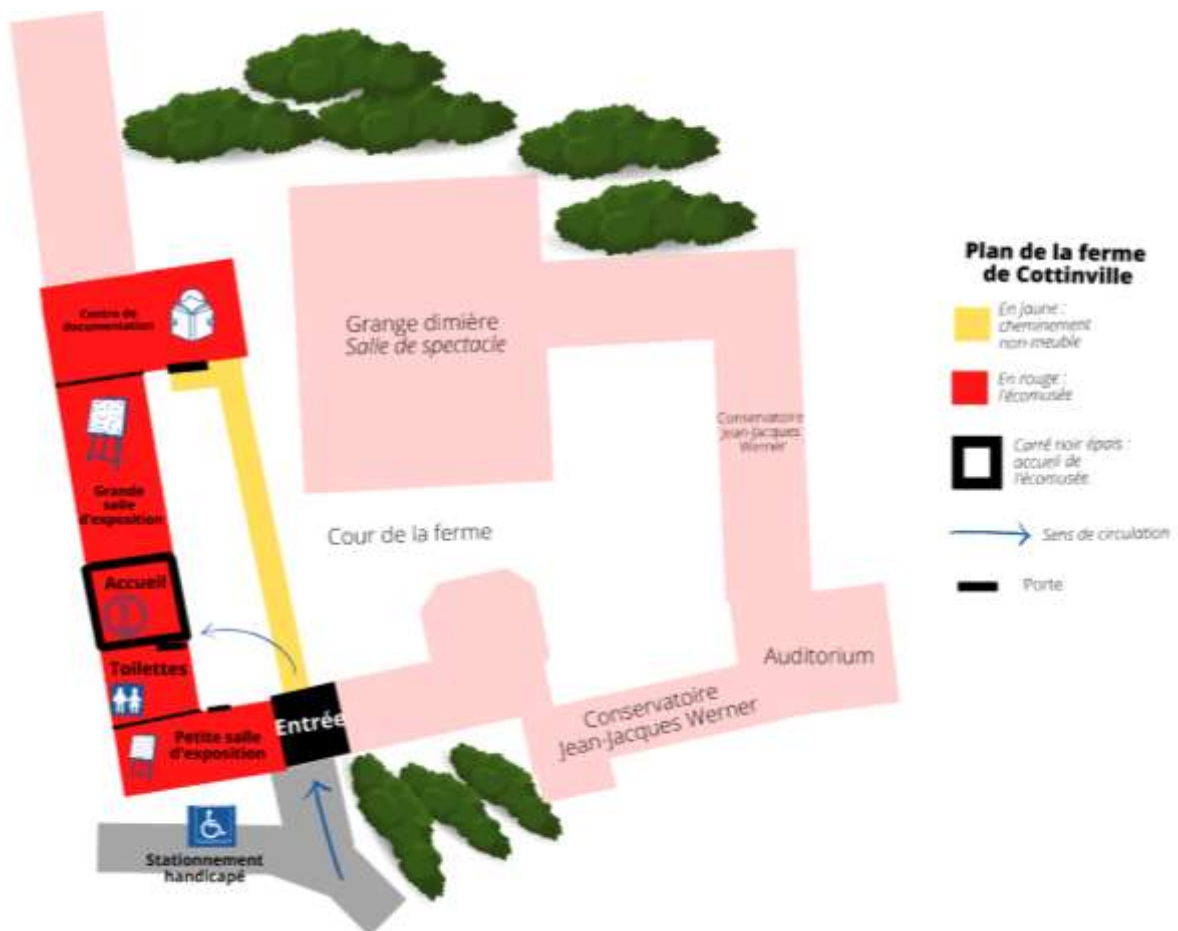 Centre de
documentation
Grande
salle
d'exposition
Accueil
Toilettes
Petite salle
d'exposition
Entrée
Stationnement
handicapé
Grange dimière
Salle de spectacle
Cour de la ferme
Conservatoire
Jean-Jacques
Werner
Auditorium
Conservatoire
Jean-Jacques Werner
Plan de la ferme
de Cottinville
En jaune :
cheminement
non-meuble
En rouge :
l'écomusée
Carré noir épais :
accueil de
l'écomusée
Sens de circulation
Porte